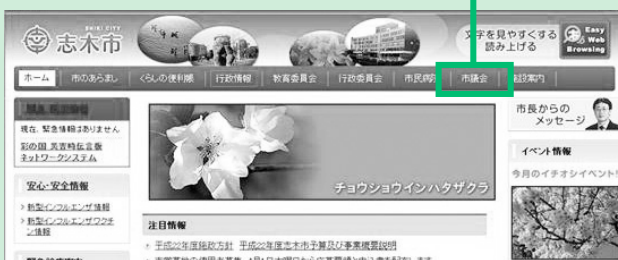 SHIKI CITY
志木市
文字を見やすくする
読み上げる
Easy
Web
Browsing
ホーム 市のあらまし くらしの便利帳 行政情報 教育委員会 行政委員会 市民病院 市議会 施設案内
現在、緊急情報はありません
彩の国 災害時伝言板
ネットワークシステム
安心・安全情報
> 新型インフルエンザ情報
> 新型インフルエンザワクチン情報
チョウショウインハタザクラ
注目情報
平成22年度施政方針 平成22年度志木市予算及び事業概要説明
市長からの
メッセージ
イベント情報
今月のイチオシイベント!